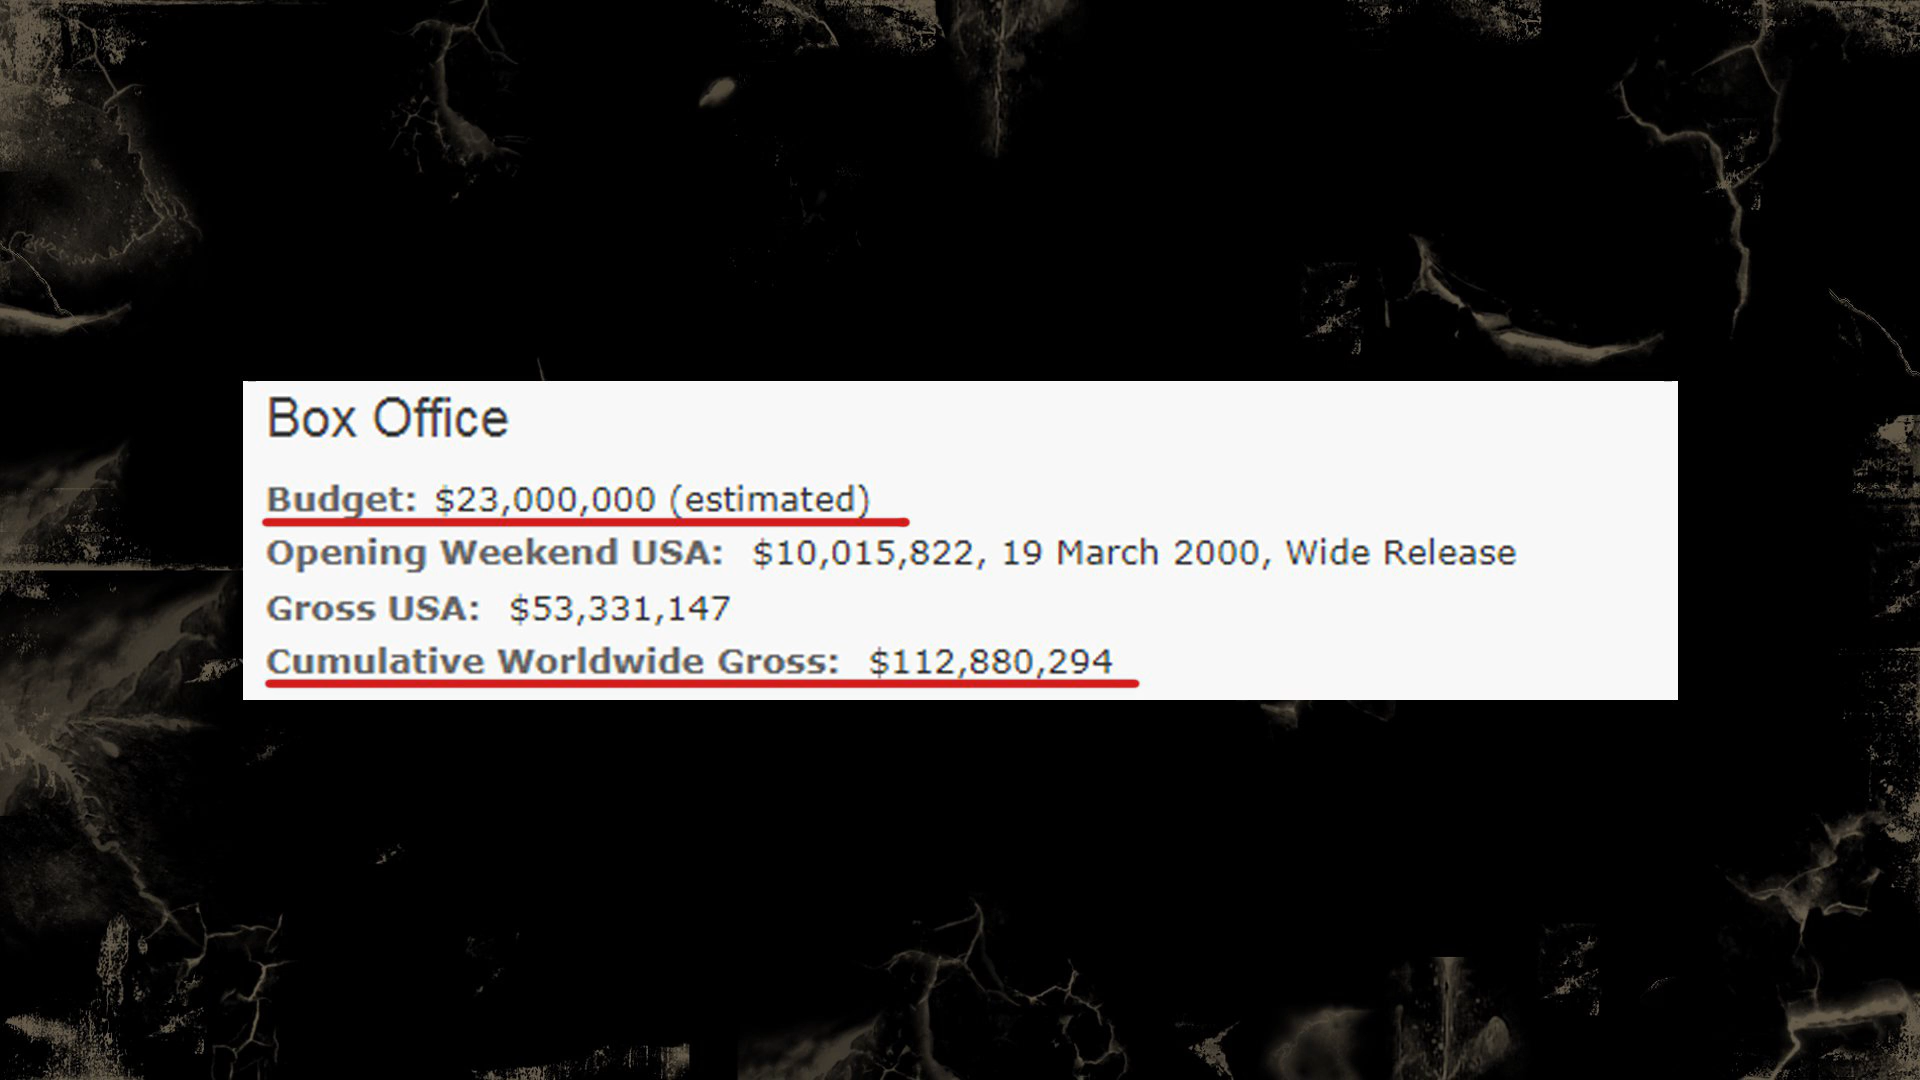 Box Office
Budget: $23,000,000 (estimated)
Opening Weekend USA: $10,015,822, 19 March 2000, Wide Release
Gross USA: $53,331,147
Cumulative Worldwide Gross: $112,880,294